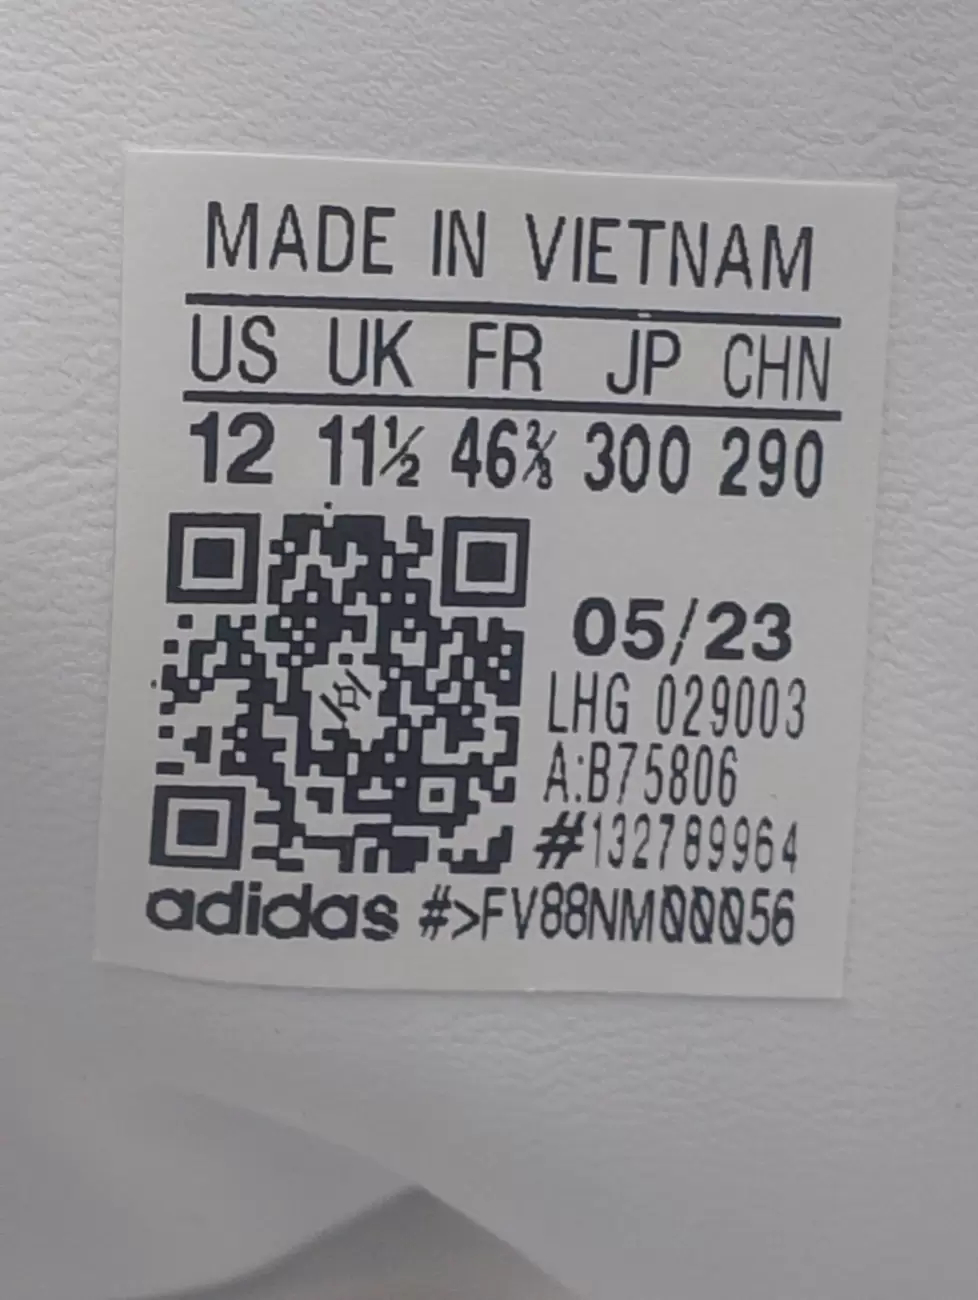 MADE IN VIETNAM
US UK FR JP CHN
12 11½ 46⅔ 300 290
05/23
LHG 029003
A:B75806
#132789964
adidas #>FV88NM00056